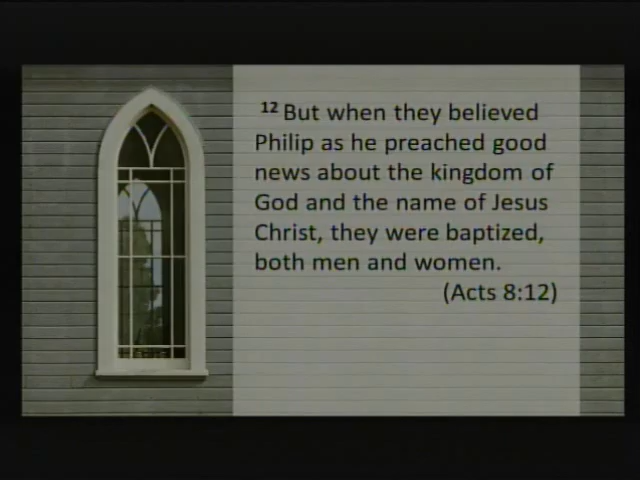 12 But when they believed
Philip as he preached good
news about the kingdom of
God and the name of Jesus
Christ, they were baptized,
both men and women.
(Acts 8:12)